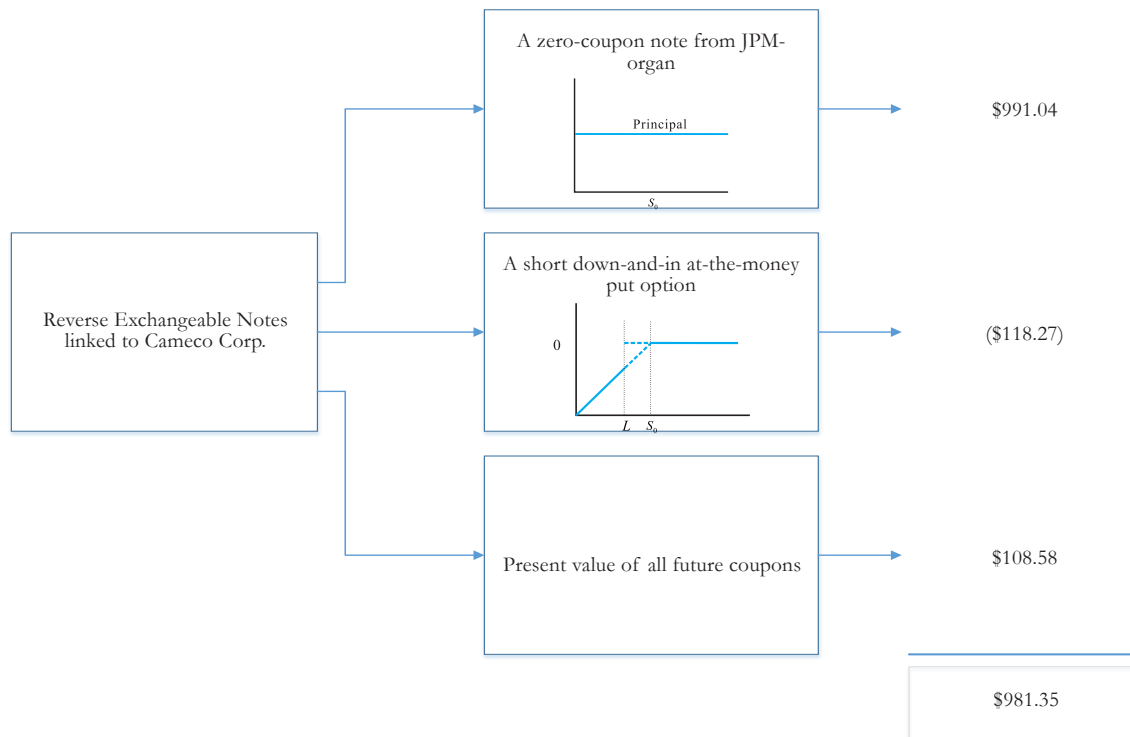 A zero-coupon note from JPM-
organ
Principal
S₀
$991.04
Reverse Exchangeable Notes
linked to Cameco Corp.
A short down-and-in at-the-money
put option
0
L S₀
($118.27)
Present value of all future coupons
$108.58
$981.35